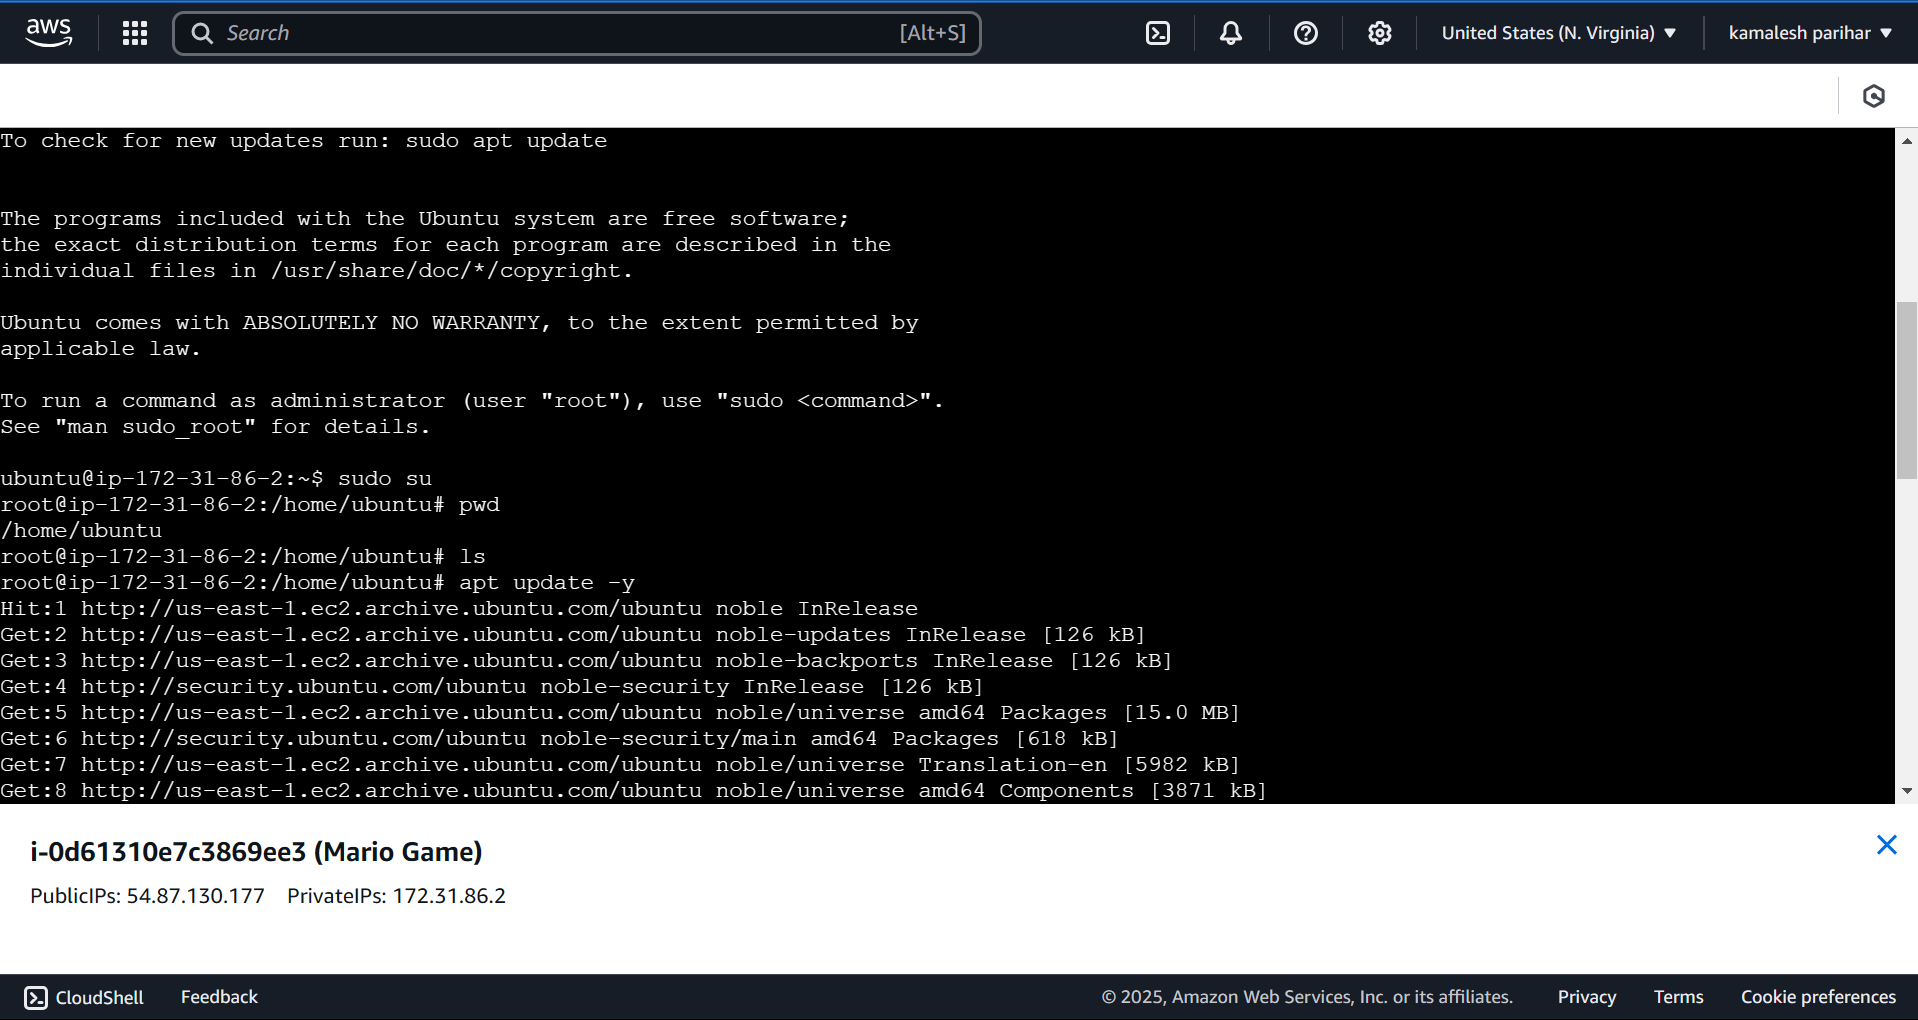 aws
Search [Alt+S]
United States (N. Virginia) ▼
kamalesh parihar ▼
To check for new updates run: sudo apt update
The programs included with the Ubuntu system are free software;
the exact distribution terms for each program are described in the
individual files in /usr/share/doc/*/copyright.
Ubuntu comes with ABSOLUTELY NO WARRANTY, to the extent permitted by
applicable law.
To run a command as administrator (user "root"), use "sudo <command>".
See "man sudo_root" for details.
ubuntu@ip-172-31-86-2:~$ sudo su
root@ip-172-31-86-2:/home/ubuntu# pwd
/home/ubuntu
root@ip-172-31-86-2:/home/ubuntu# ls
root@ip-172-31-86-2:/home/ubuntu# apt update -y
Hit:1 http://us-east-1.ec2.archive.ubuntu.com/ubuntu noble InRelease
Get:2 http://us-east-1.ec2.archive.ubuntu.com/ubuntu noble-updates InRelease [126 kB]
Get:3 http://us-east-1.ec2.archive.ubuntu.com/ubuntu noble-backports InRelease [126 kB]
Get:4 http://security.ubuntu.com/ubuntu noble-security InRelease [126 kB]
Get:5 http://us-east-1.ec2.archive.ubuntu.com/ubuntu noble/universe amd64 Packages [15.0 MB]
Get:6 http://security.ubuntu.com/ubuntu noble-security/main amd64 Packages [618 kB]
Get:7 http://us-east-1.ec2.archive.ubuntu.com/ubuntu noble/universe Translation-en [5982 kB]
Get:8 http://us-east-1.ec2.archive.ubuntu.com/ubuntu noble/universe amd64 Components [3871 kB]
i-0d61310e7c3869ee3 (Mario Game)
PublicIPs: 54.87.130.177 PrivateIPs: 172.31.86.2
CloudShell Feedback © 2025, Amazon Web Services, Inc. or its affiliates. Privacy Terms Cookie preferences